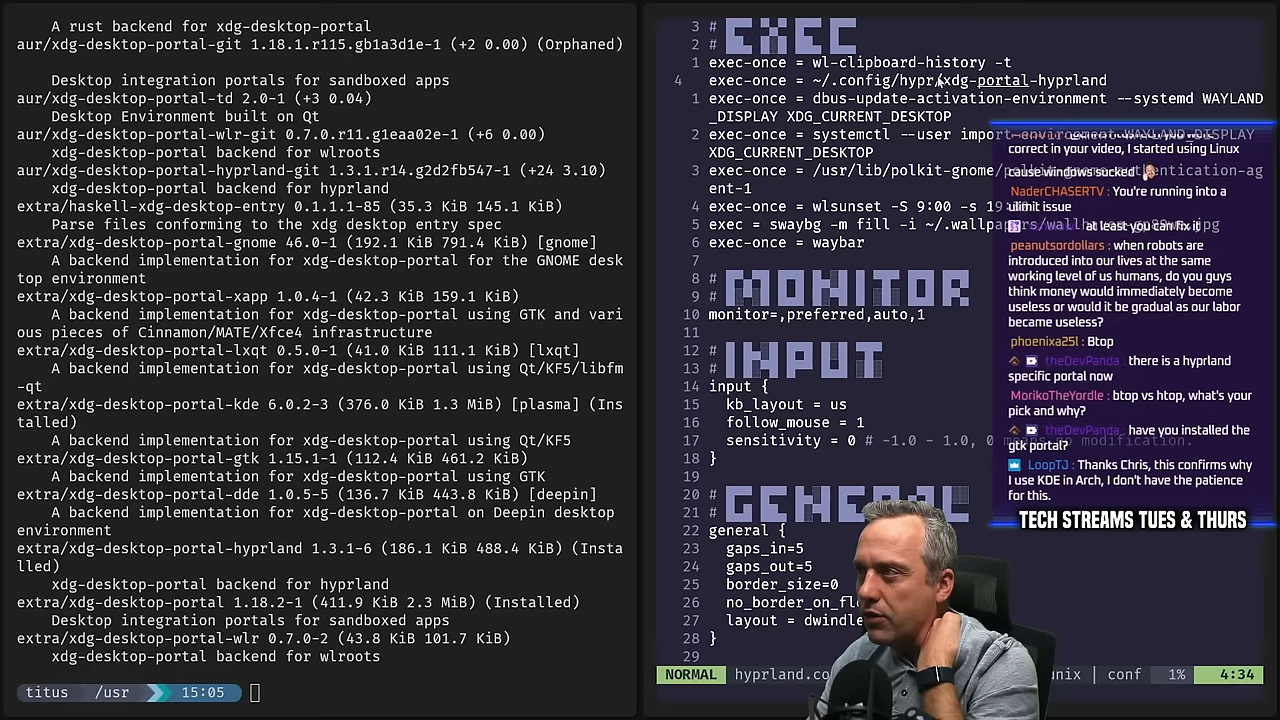 A rust backend for xdg-desktop-portal
aur/xdg-desktop-portal-git 1.18.1.r115.gb1a3d1e-1 (+2 0.00) (Orphaned)
Desktop integration portals for sandboxed apps
aur/xdg-desktop-portal-td 2.0-1 (+3 0.04)
Desktop Environment built on Qt
aur/xdg-desktop-portal-wlr-git 0.7.0.r11.g1eaa02e-1 (+6 0.00)
xdg-desktop-portal backend for wlroots
aur/xdg-desktop-portal-hyprland-git 1.3.1.r14.g2d2fb547-1 (+24 3.10)
xdg-desktop-portal backend for hyprland
extra/haskell-xdg-desktop-entry 0.1.1.1-85 (35.3 KiB 145.1 KiB)
Parse files conforming to the xdg desktop entry spec
extra/xdg-desktop-portal-gnome 46.0-1 (192.1 KiB 791.4 KiB) [gnome]
A backend implementation for xdg-desktop-portal for the GNOME desk
top environment
extra/xdg-desktop-portal-xapp 1.0.4-1 (42.3 KiB 159.1 KiB)
A backend implementation for xdg-desktop-portal using GTK and vari
ous pieces of Cinnamon/MATE/Xfce4 infrastructure
extra/xdg-desktop-portal-lxqt 0.5.0-1 (41.0 KiB 111.1 KiB) [lxqt]
A backend implementation for xdg-desktop-portal using Qt/KF5/libfm
-qt
extra/xdg-desktop-portal-kde 6.0.2-3 (376.0 KiB 1.3 MiB) [plasma] (Ins
talled)
A backend implementation for xdg-desktop-portal using Qt/KF5
extra/xdg-desktop-portal-gtk 1.15.1-1 (112.4 KiB 461.2 KiB)
A backend implementation for xdg-desktop-portal using GTK
extra/xdg-desktop-portal-dde 1.0.5-5 (136.7 KiB 443.8 KiB) [deepin]
A backend implementation for xdg-desktop-portal on Deepin desktop
environment
extra/xdg-desktop-portal-hyprland 1.3.1-6 (186.1 KiB 488.4 KiB) (Insta
lled)
xdg-desktop-portal backend for hyprland
extra/xdg-desktop-portal 1.18.2-1 (411.9 KiB 2.3 MiB) (Installed)
Desktop integration portals for sandboxed apps
extra/xdg-desktop-portal-wlr 0.7.0-2 (43.8 KiB 101.7 KiB)
xdg-desktop-portal backend for wlroots
titus /usr 15:05
3 #
2 # EXEC
1 exec-once = wl-clipboard-history -t
4 exec-once = ~/.config/hypr/xdg-portal-hyprland
1 exec-once = dbus-update-activation-environment --systemd WAYLAND
_DISPLAY XDG_CURRENT_DESKTOP
2 exec-once = systemctl --user import-environment WAYLAND_DISPLAY
XDG_CURRENT_DESKTOP
3 exec-once = /usr/lib/polkit-gnome/polkit-gnome-authentication-ag
ent-1
4 exec-once = wlsunset -S 9:00 -s 19:
5 exec = swaybg -m fill -i ~/.wallpapers/
6 exec-once = waybar
7
8 # MONITOR
9 #
10 monitor=,preferred,auto,1
11
12 # INPUT
13 #
14 input {
15 kb_layout = us
16 follow_mouse = 1
17 sensitivity = 0 # -1.0 - 1.0, 0 means no modification.
18 }
19
20 # GENERAL
21 #
22 general {
23 gaps_in=5
24 gaps_out=5
25 border_size=0
26 no_border_on_flo
27 layout = dwindle
28 }
29
NORMAL hyprland.co unix | conf 1% 4:34
correct in your video, I started using Linux
cause windows sucked
NaderCHASERTV : You're running into a
ulimit issue
at least you can fix it
peanutsordollars : when robots are
introduced into our lives at the same
working level of us humans, do you guys
think money would immediately become
useless or would it be gradual as our labor
became useless?
phoenixa25l : Btop
theDevPanda : there is a hyprland
specific portal now
MorikoTheYordle : btop vs htop, what's your
pick and why?
theDevPanda : have you installed the
gtk portal?
LoopTJ : Thanks Chris, this confirms why
I use KDE in Arch, I don't have the patience
for this.
TECH STREAMS TUES & THURS